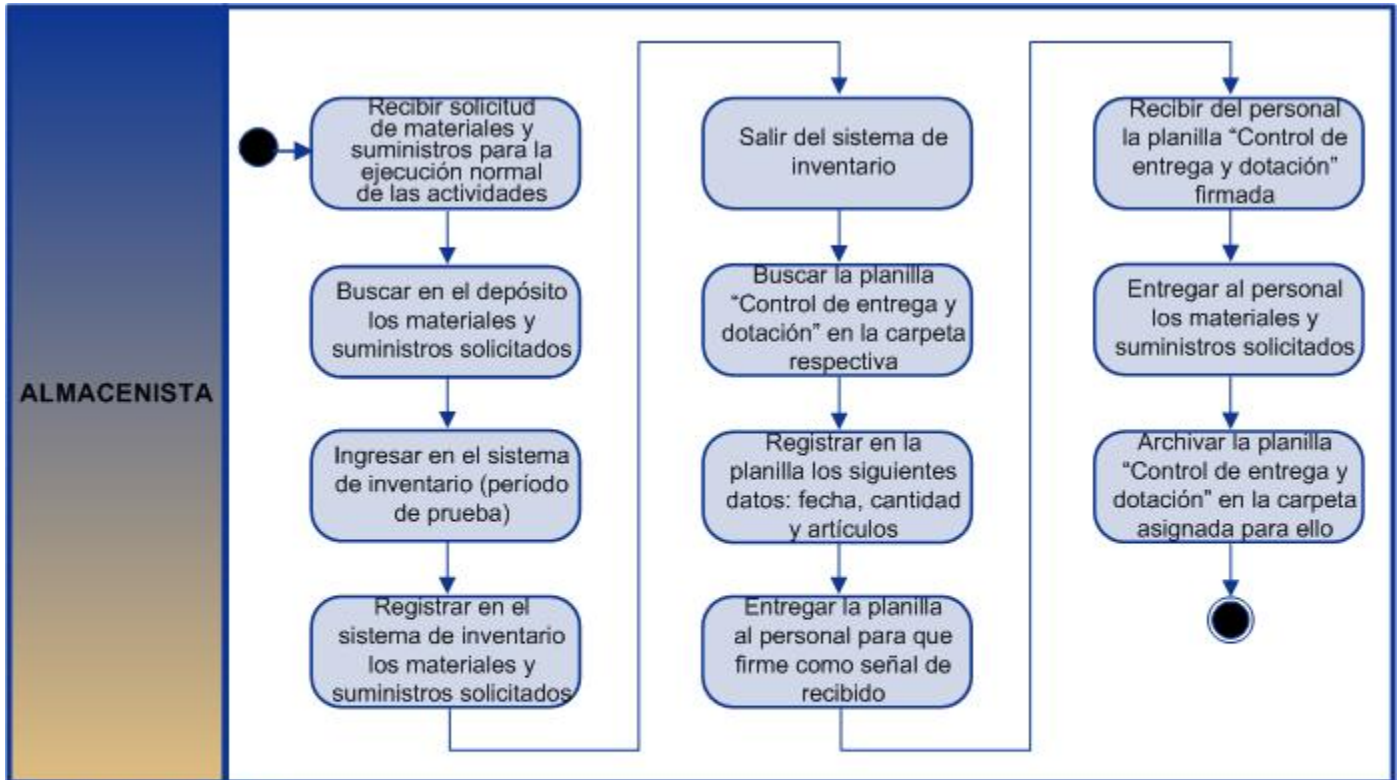 ALMACENISTA
Recibir solicitud
de materiales y
suministros para la
ejecución normal
de las actividades
Buscar en el depósito
los materiales y
suministros solicitados
Ingresar en el sistema
de inventario (período
de prueba)
Registrar en el
sistema de inventario
los materiales y
suministros solicitados
Salir del sistema de
inventario
Buscar la planilla
“Control de entrega y
dotación” en la carpeta
respectiva
Registrar en la
planilla los siguientes
datos: fecha, cantidad
y artículos
Entregar la planilla
al personal para que
firme como señal de
recibido
Recibir del personal
la planilla “Control de
entrega y dotación”
firmada
Entregar al personal
los materiales y
suministros solicitados
Archivar la planilla
“Control de entrega y
dotación” en la carpeta
asignada para ello